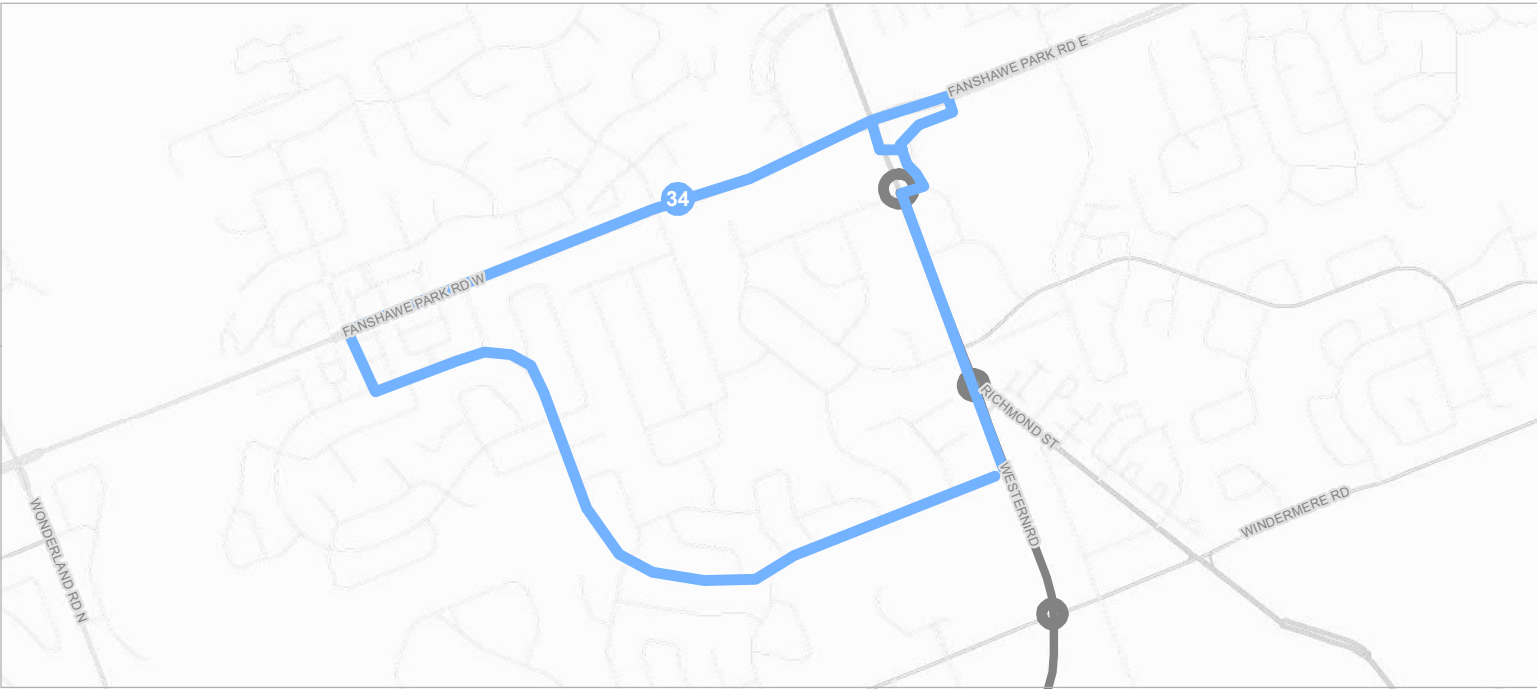 FANSHAWE PARK RD E
34
FANSHAWE PARK RD W
RICHMOND ST
WESTERN RD
WINDERMERE RD
WONDERLAND RD N